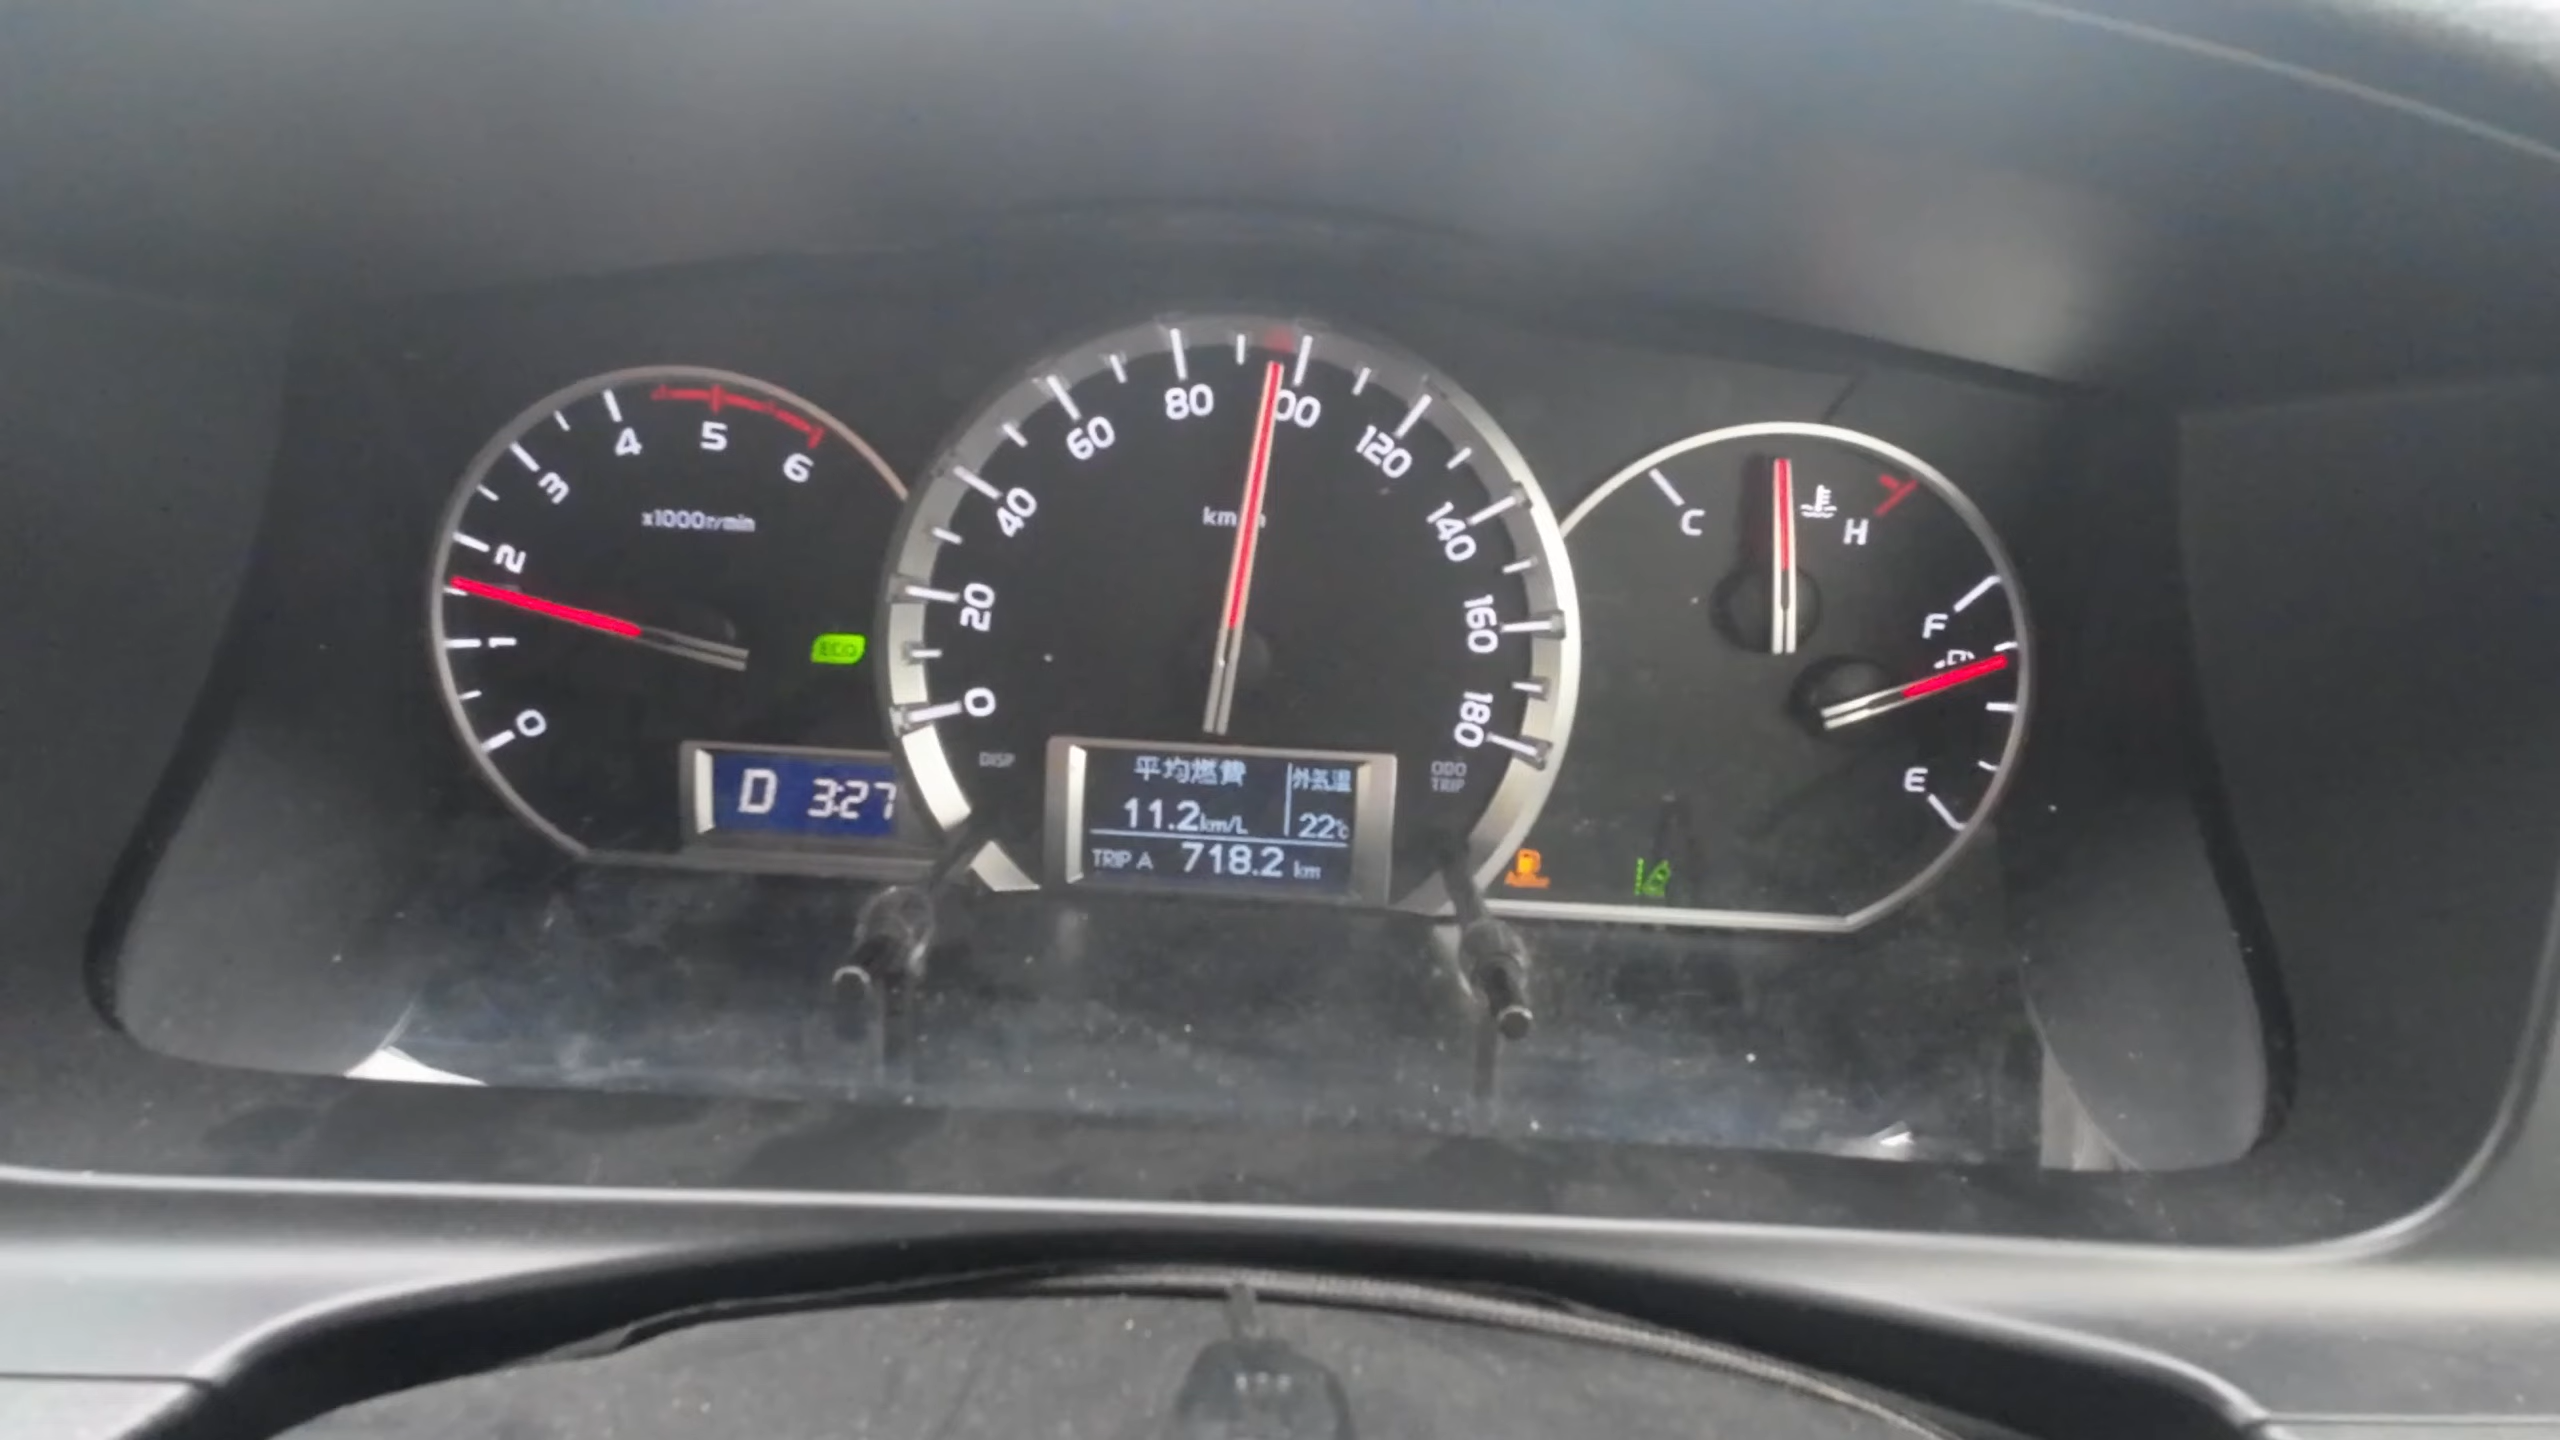 0
1
2
3
4
5
6
x1000r/min
ECO
D 3:27
0
20
40
60
80
100
120
140
160
180
km/h
DISP
ODO
TRIP
平均燃費
外気温
11.2km/L
22℃
TRIP A 718.2 km
C
H
F
E